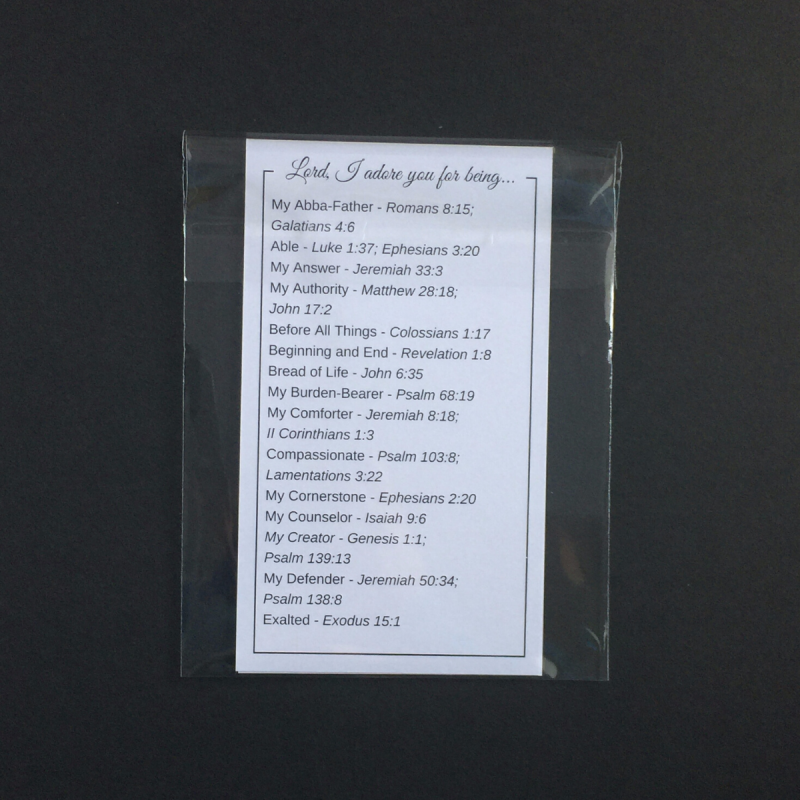 Lord, I adore you for being...
My Abba-Father - Romans 8:15;
Galatians 4:6
Able - Luke 1:37; Ephesians 3:20
My Answer - Jeremiah 33:3
My Authority - Matthew 28:18;
John 17:2
Before All Things - Colossians 1:17
Beginning and End - Revelation 1:8
Bread of Life - John 6:35
My Burden-Bearer - Psalm 68:19
My Comforter - Jeremiah 8:18;
II Corinthians 1:3
Compassionate - Psalm 103:8;
Lamentations 3:22
My Cornerstone - Ephesians 2:20
My Counselor - Isaiah 9:6
My Creator - Genesis 1:1;
Psalm 139:13
My Defender - Jeremiah 50:34;
Psalm 138:8
Exalted - Exodus 15:1